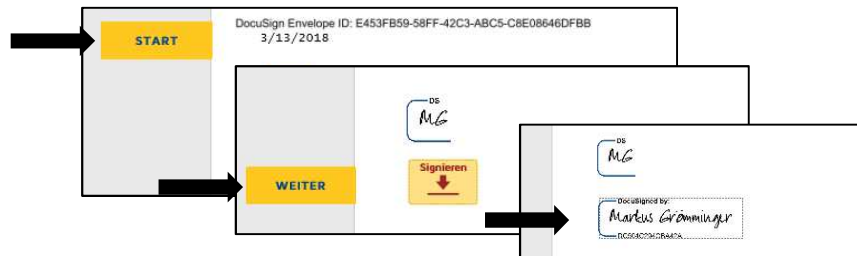 START
DocuSign Envelope ID: E453FB59-58FF-42C3-ABC5-C8E08646DFBB
3/13/2018
DS
MG
WEITER
Signieren
DS
MG
DocuSigned by:
Markus Grömminger